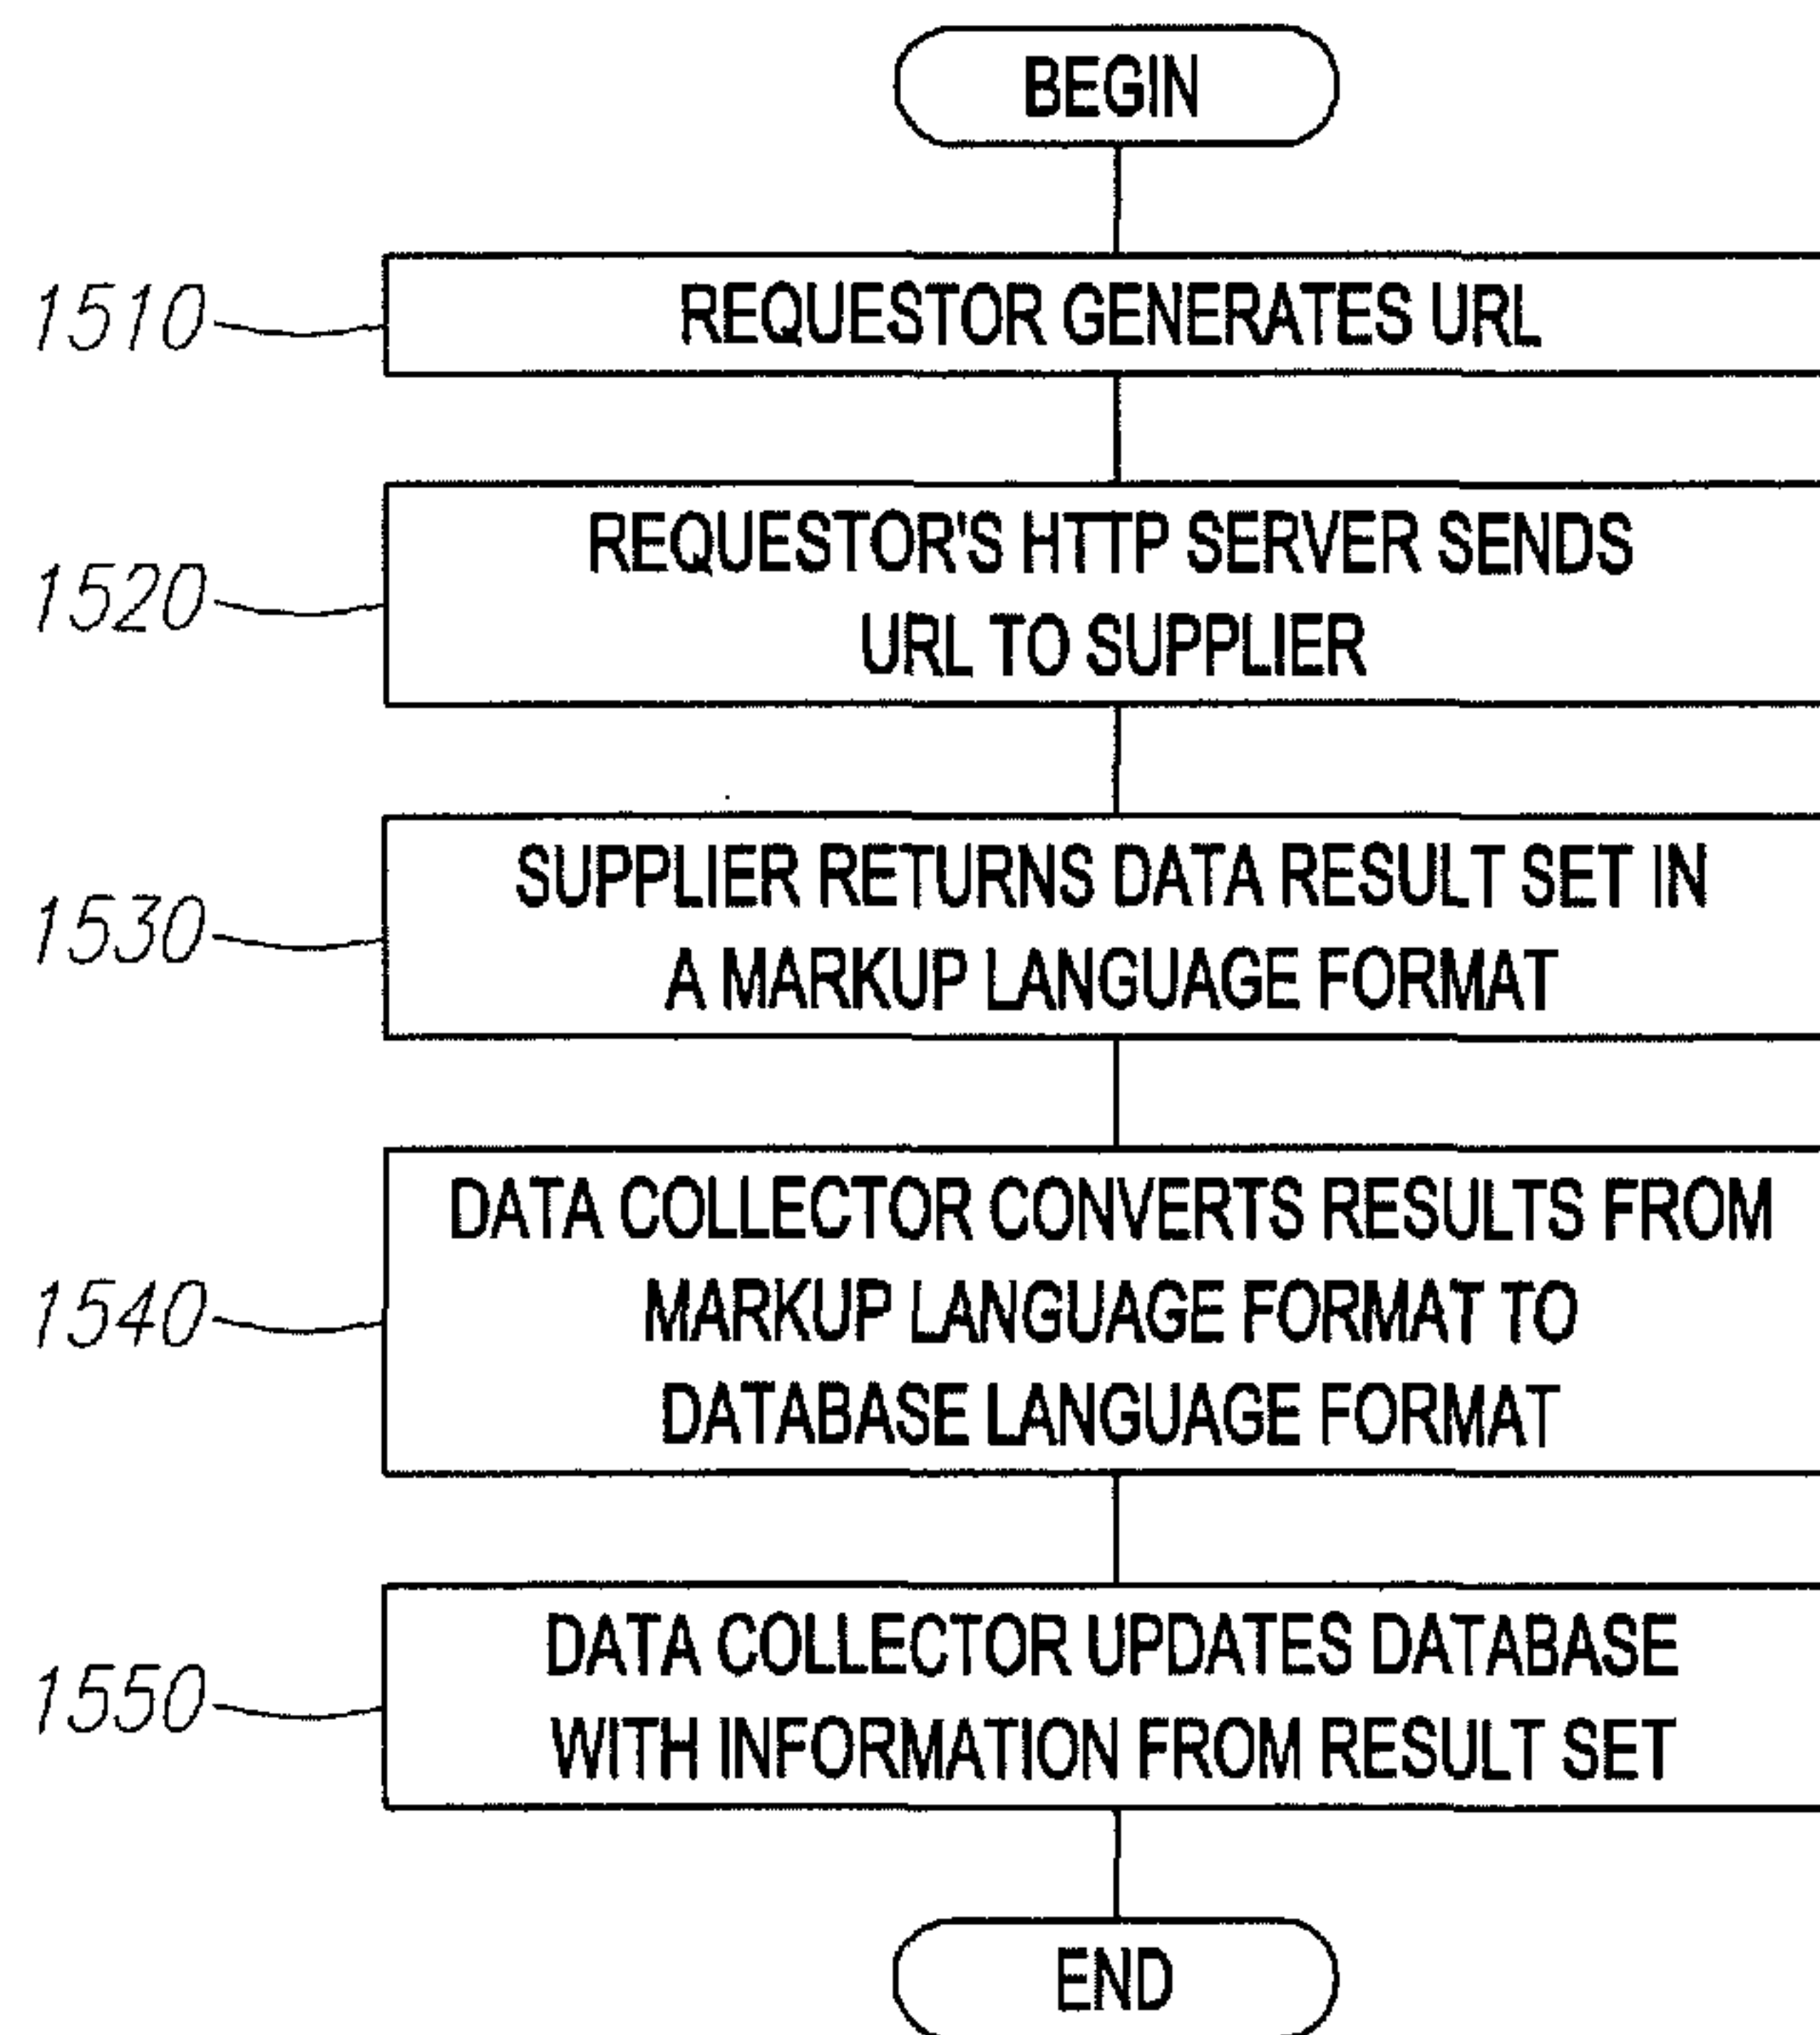 BEGIN
1510
REQUESTOR GENERATES URL
1520
REQUESTOR'S HTTP SERVER SENDS
URL TO SUPPLIER
1530
SUPPLIER RETURNS DATA RESULT SET IN
A MARKUP LANGUAGE FORMAT
1540
DATA COLLECTOR CONVERTS RESULTS FROM
MARKUP LANGUAGE FORMAT TO
DATABASE LANGUAGE FORMAT
1550
DATA COLLECTOR UPDATES DATABASE
WITH INFORMATION FROM RESULT SET
END